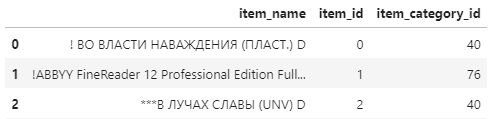 item_name item_id item_category_id
0 ! ВО ВЛАСТИ НАВАЖДЕНИЯ (ПЛАСТ.) D 0 40
1 !ABBYY FineReader 12 Professional Edition Full... 1 76
2 ***В ЛУЧАХ СЛАВЫ (UNV) D 2 40